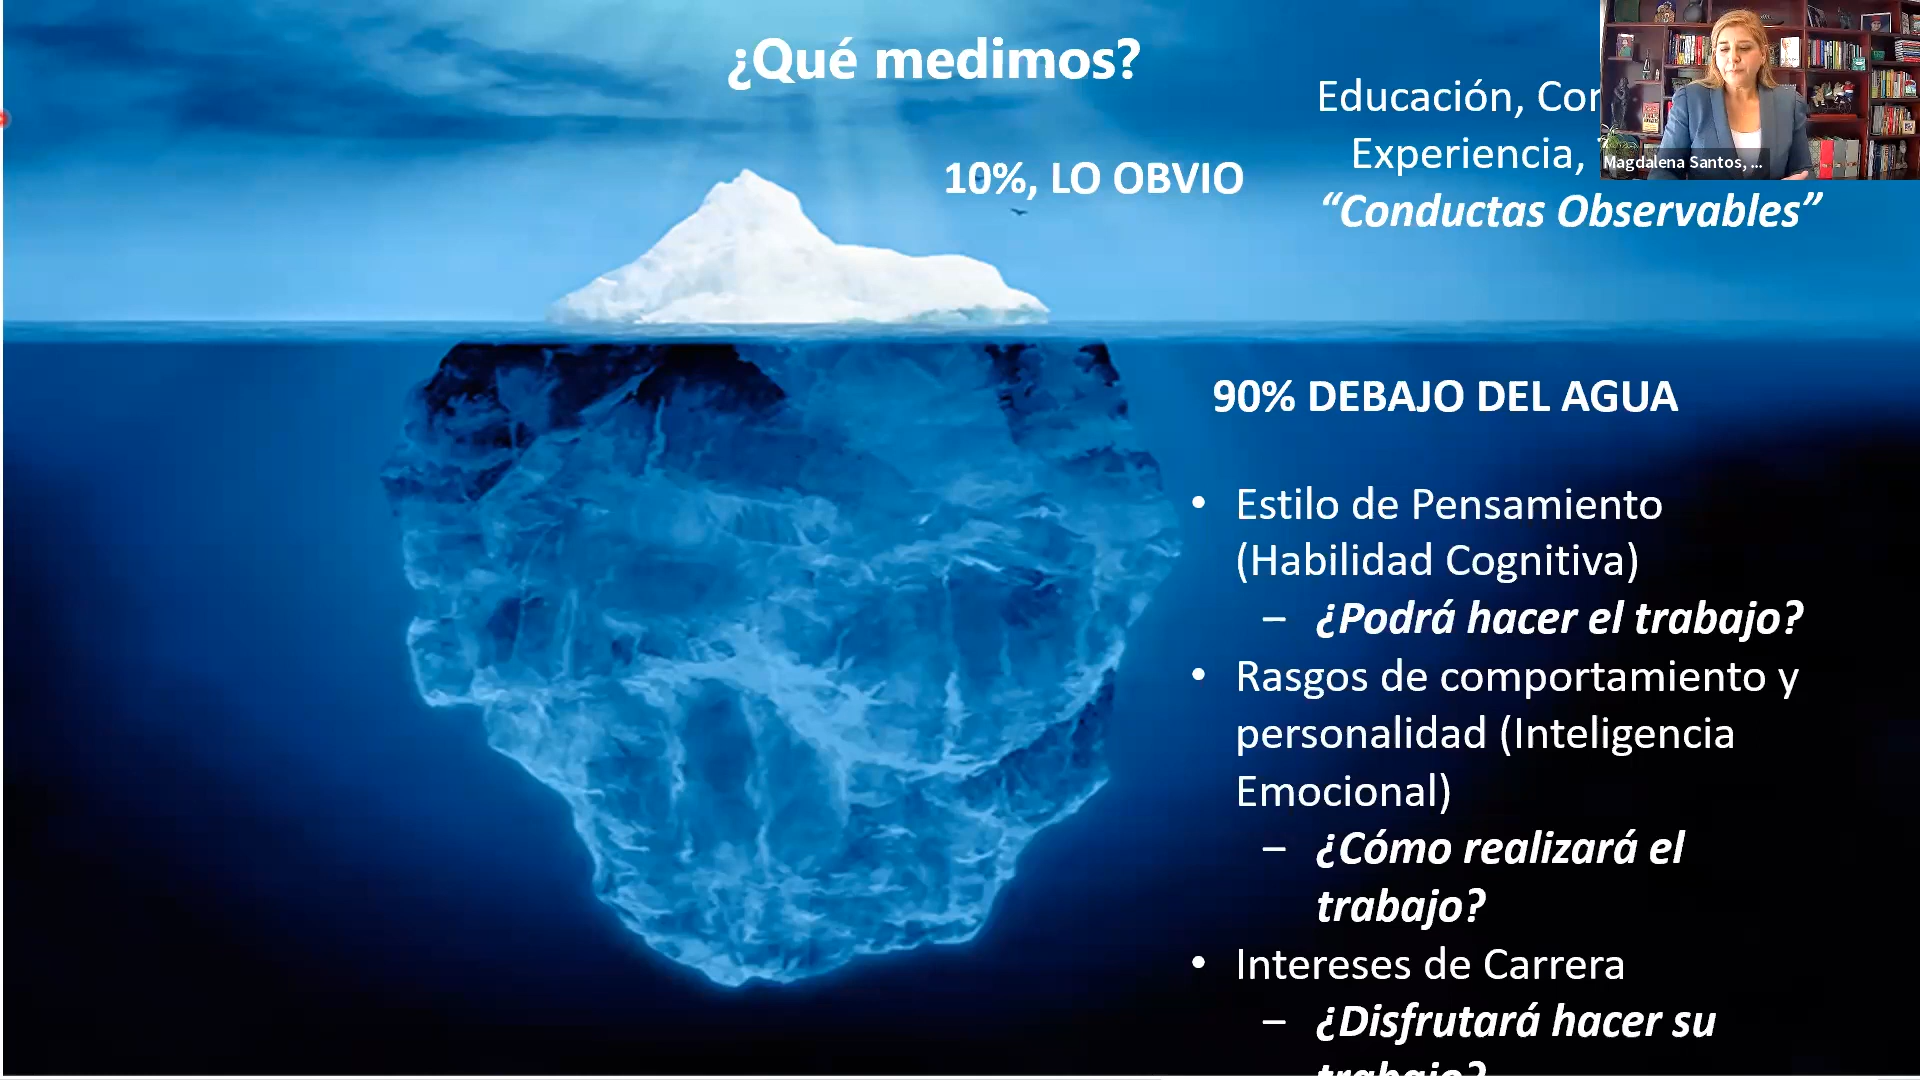 ¿Qué medimos?
Educación, Cor
Experiencia,
Magdalena Santos, ...
10%, LO OBVIO
“Conductas Observables”
90% DEBAJO DEL AGUA
• Estilo de Pensamiento
(Habilidad Cognitiva)
– ¿Podrá hacer el trabajo?
• Rasgos de comportamiento y
personalidad (Inteligencia
Emocional)
– ¿Cómo realizará el
trabajo?
• Intereses de Carrera
– ¿Disfrutará hacer su
trabajo?